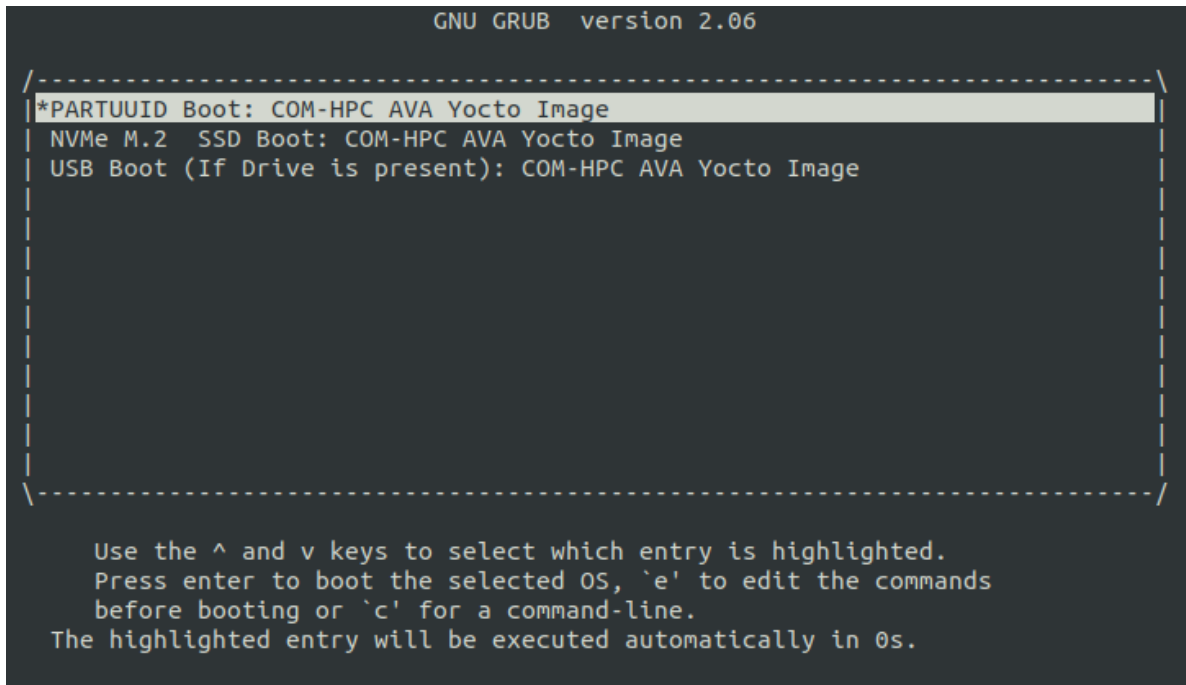 GNU GRUB  version 2.06
/----------------------------------------------------------------------------\
|*PARTUUID Boot: COM-HPC AVA Yocto Image                                     |
| NVMe M.2  SSD Boot: COM-HPC AVA Yocto Image                                |
| USB Boot (If Drive is present): COM-HPC AVA Yocto Image                    |
\----------------------------------------------------------------------------/
Use the ^ and v keys to select which entry is highlighted.
Press enter to boot the selected OS, `e' to edit the commands
before booting or `c' for a command-line.
The highlighted entry will be executed automatically in 0s.